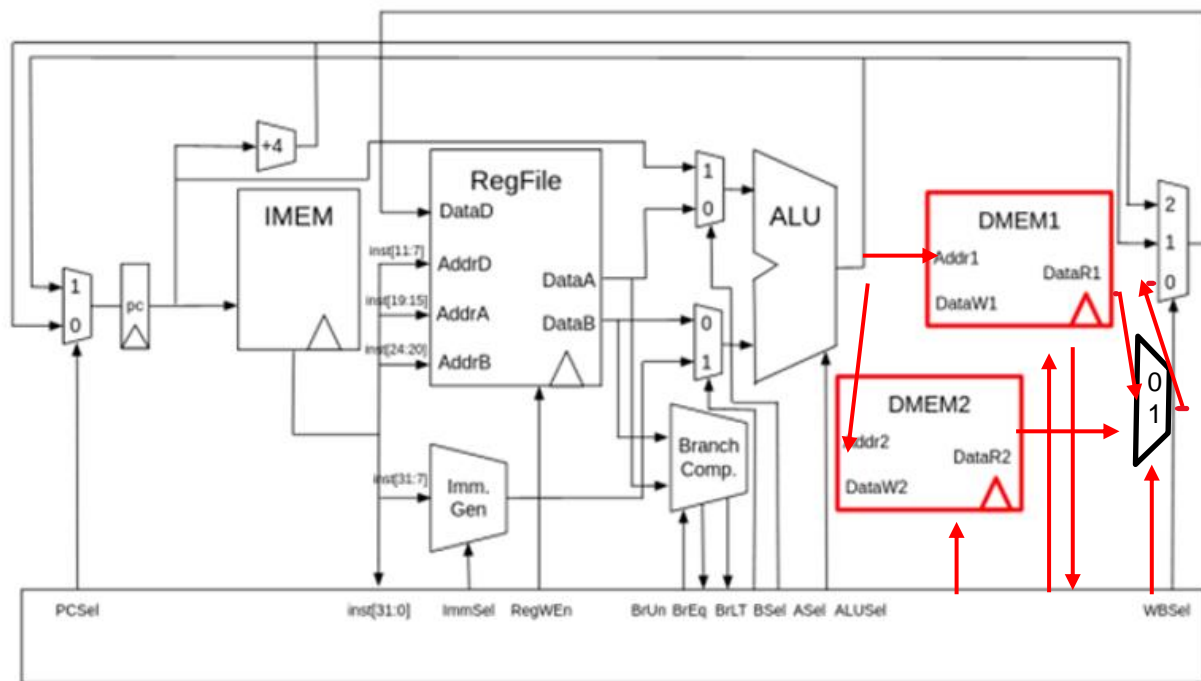 +4
RegFile
IMEM
ALU
DMEM1
DataD
inst[11:7]
AddrD
Addr1
DataR1
DataW1
inst[19:15]
AddrA
DataA
DataB
inst[24:20]
AddrB
pc
1
0
1
0
0
1
2
1
0
0
1
DMEM2
Addr2
DataR2
DataW2
Branch
Comp.
inst[31:7]
Imm.
Gen
PCSel
inst[31:0]
ImmSel
RegWEn
BrUn
BrEq
BrLT
BSel
ASel
ALUSel
WBSel